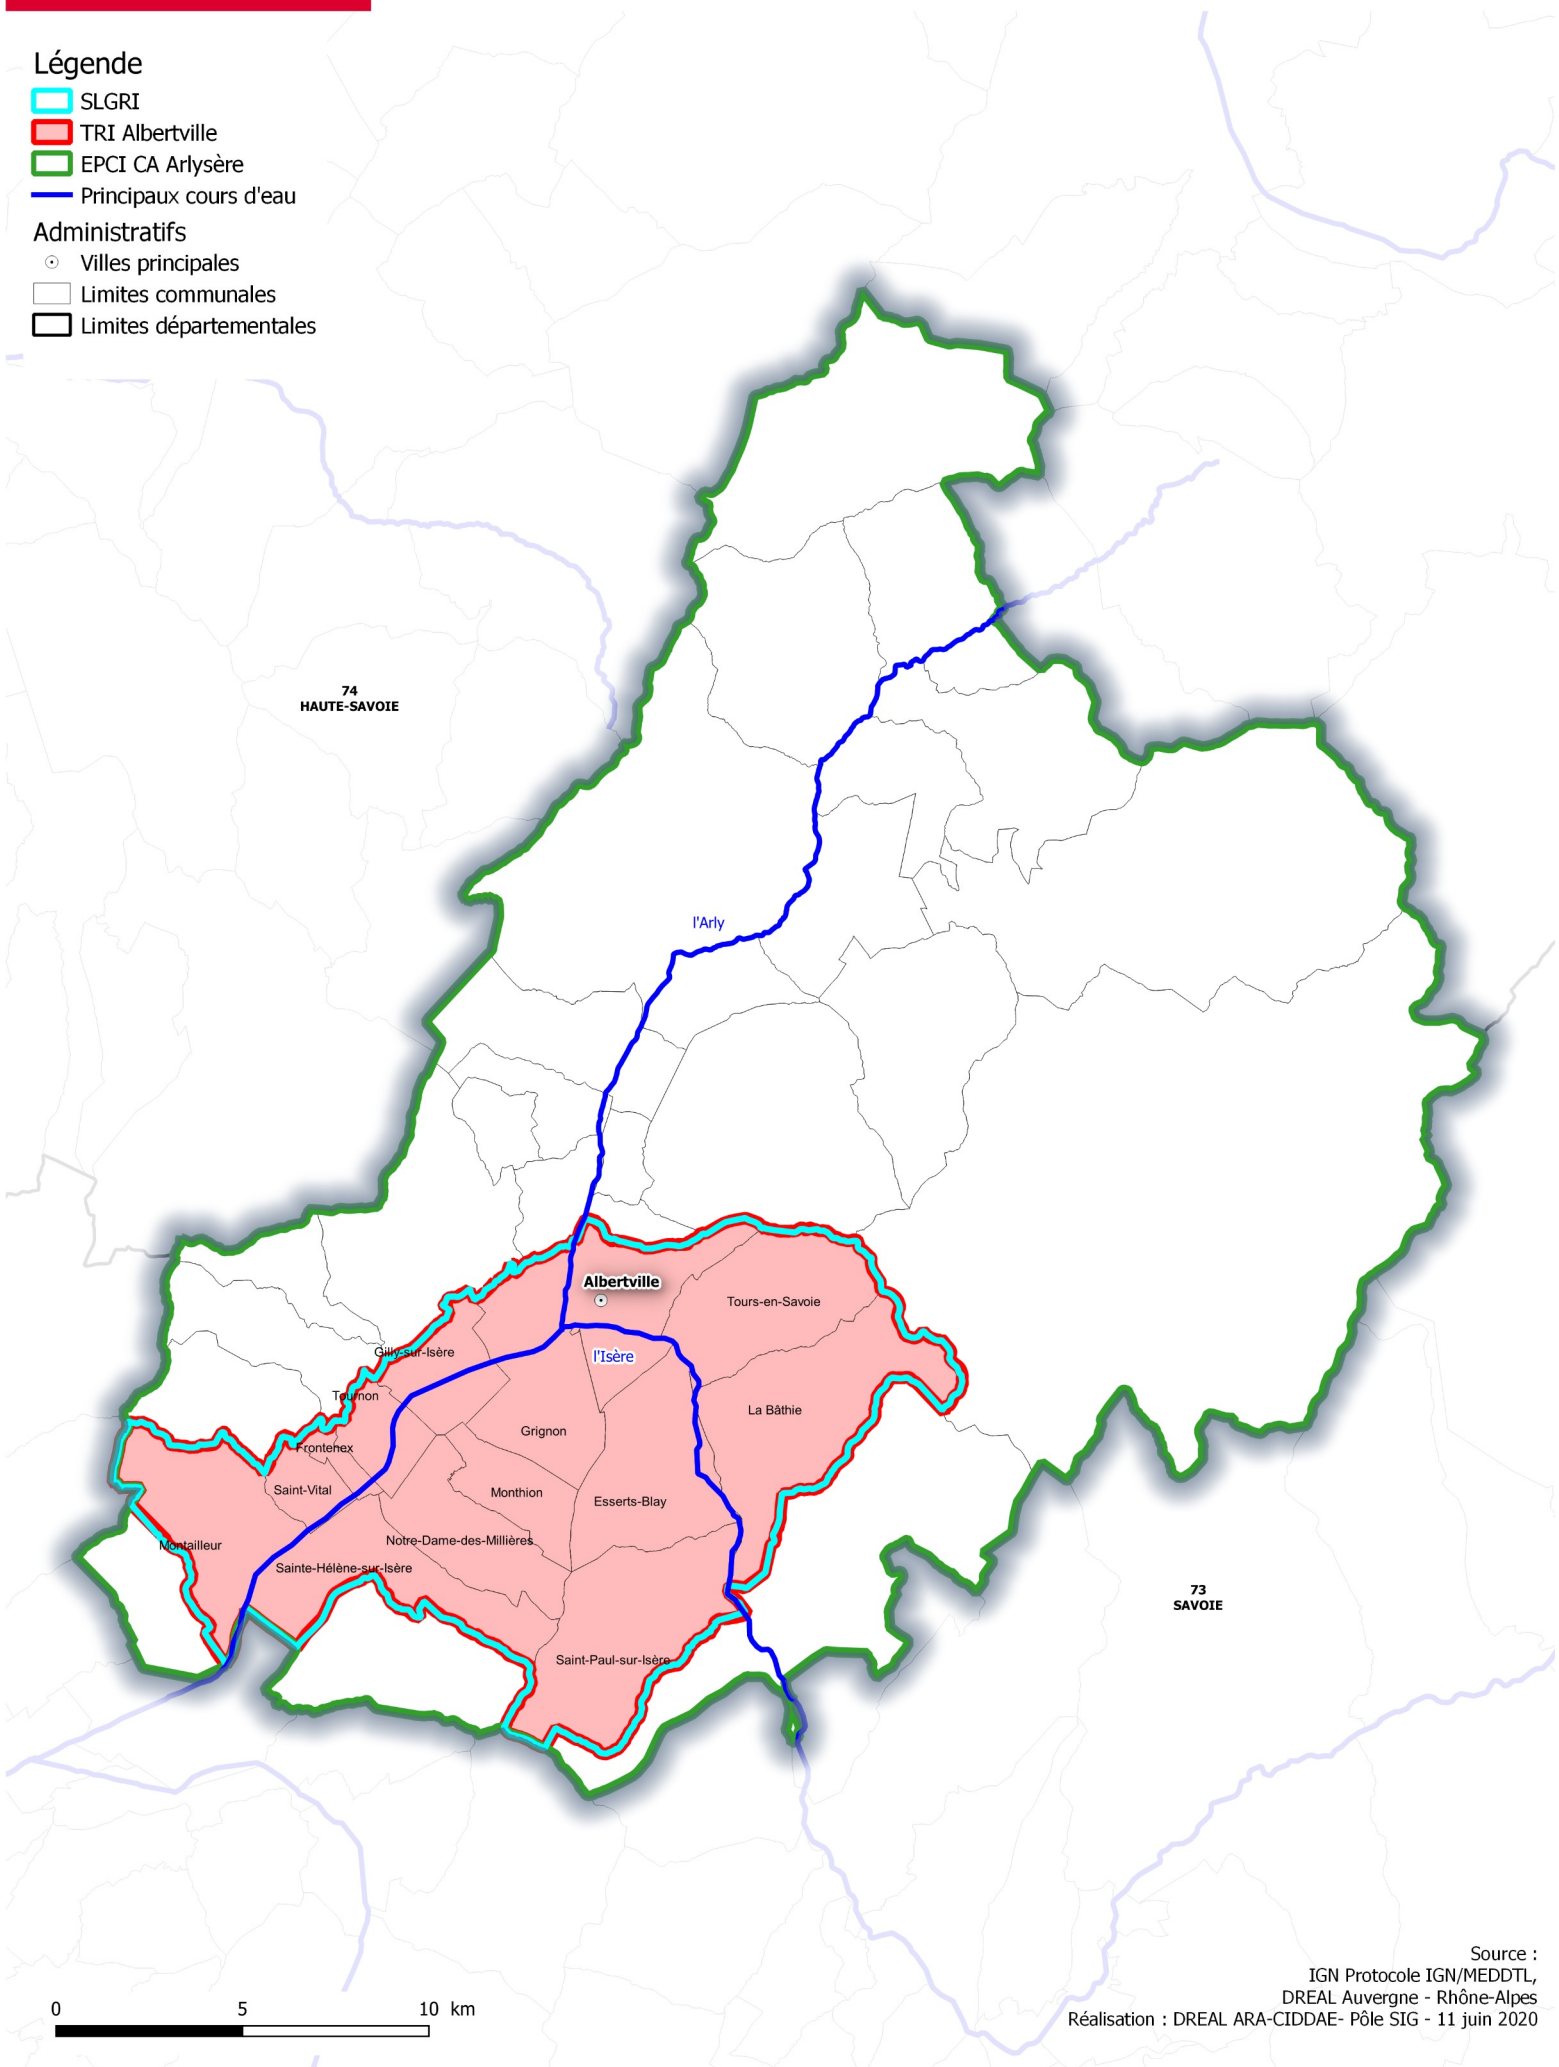 Légende
SLGRI
TRI Albertville
EPCI CA Arlysère
Principaux cours d'eau
Administratifs
Villes principales
Limites communales
Limites départementales
74
HAUTE-SAVOIE
l'Arly
Albertville
Tours-en-Savoie
Gilly-sur-Isère
l'Isère
Tournon
La Bâthie
Grignon
Frontenex
Saint-Vital
Monthion
Esserts-Blay
Notre-Dame-des-Millières
Montailleur
Sainte-Hélène-sur-Isère
73
SAVOIE
Saint-Paul-sur-Isère
Source :
IGN Protocole IGN/MEDDTL,
DREAL Auvergne - Rhône-Alpes
Réalisation : DREAL ARA-CIDDAE- Pôle SIG - 11 juin 2020
0 5 10 km